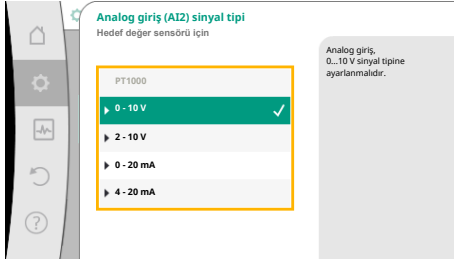 Analog giriş (AI2) sinyal tipi
Hedef değer sensörü için
PT1000
0 - 10 V
2 - 10 V
0 - 20 mA
4 - 20 mA
Analog giriş,
0...10 V sinyal tipine
ayarlanmalıdır.